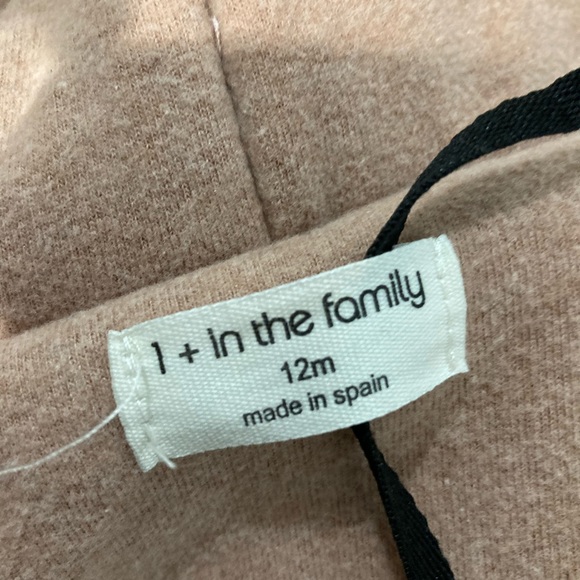 1 + in the family
12m
made in spain